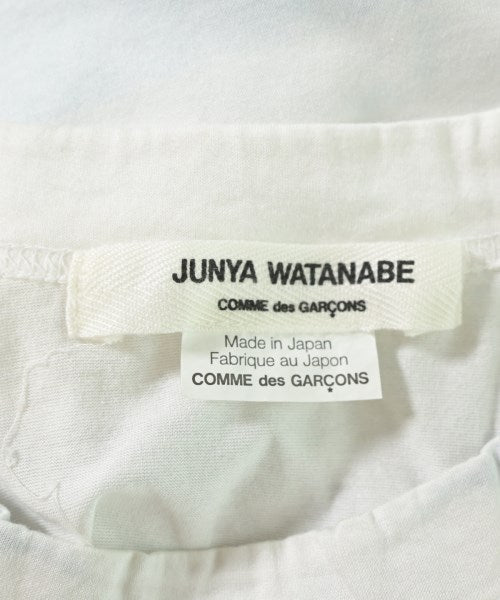 JUNYA WATANABE
COMME des GARÇONS
Made in Japan
Fabrique au Japon
COMME des GARÇONS